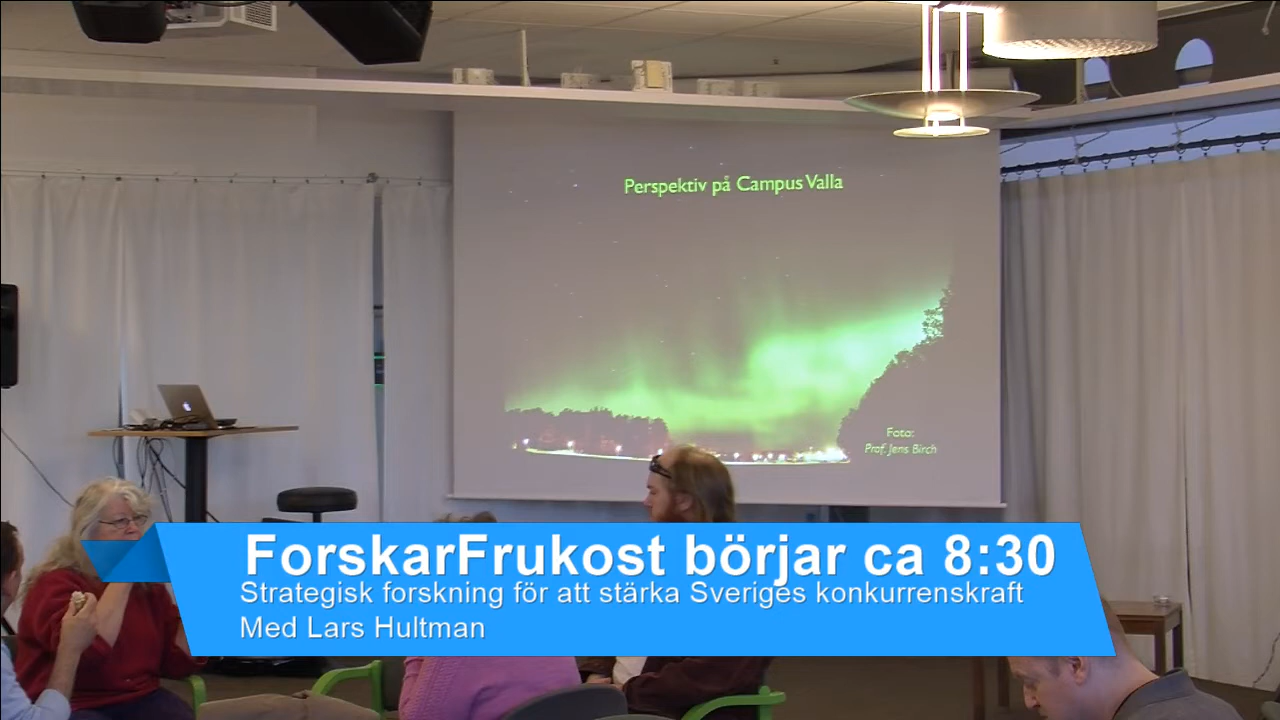 Perspektiv på Campus Valla
Foto:
Prof. Jens Birch
ForskarFrukost börjar ca 8:30
Strategisk forskning för att stärka Sveriges konkurrenskraft
Med Lars Hultman